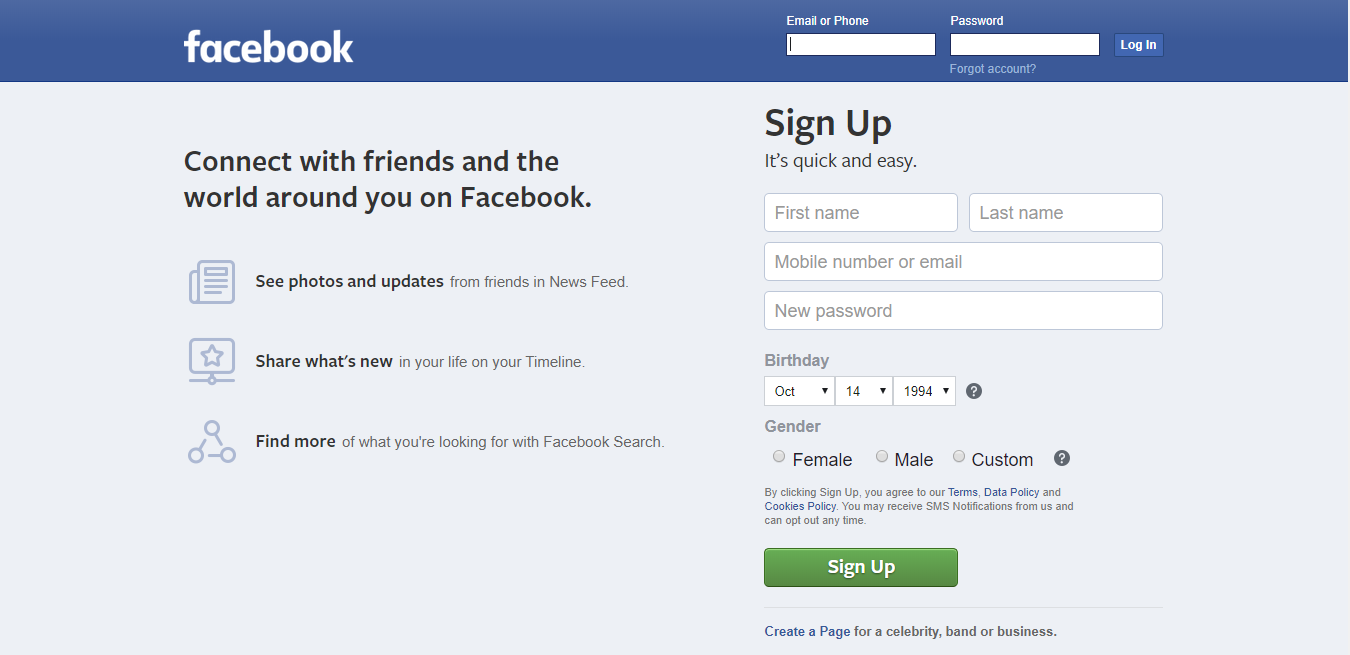 facebook
Email or Phone
Password
Log In
Forgot account?
Connect with friends and the
world around you on Facebook.
See photos and updates from friends in News Feed.
Share what's new in your life on your Timeline.
Find more of what you're looking for with Facebook Search.
Sign Up
It's quick and easy.
First name
Last name
Mobile number or email
New password
Birthday
Oct 14 1994 ?
Gender
Female Male Custom ?
By clicking Sign Up, you agree to our Terms, Data Policy and
Cookies Policy. You may receive SMS Notifications from us and
can opt out any time.
Sign Up
Create a Page for a celebrity, band or business.